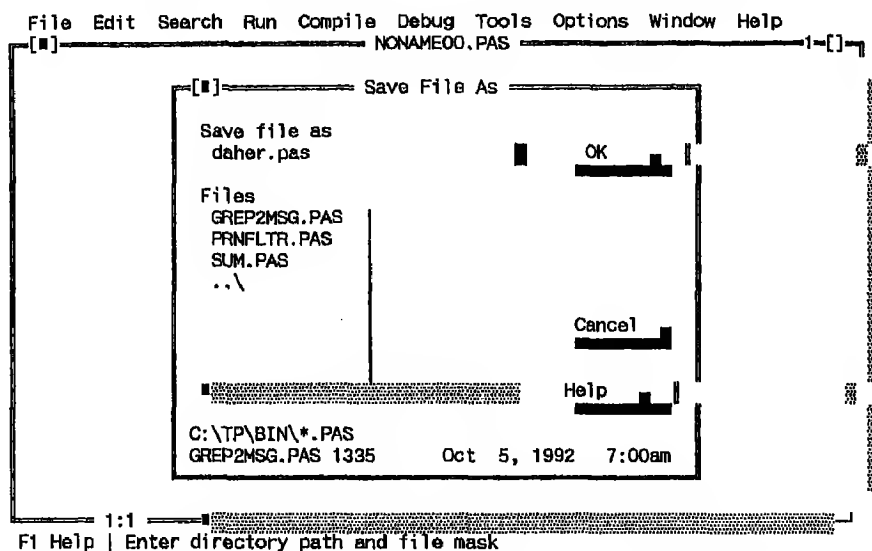 File Edit Search Run Compile Debug Tools Options Window Help
[■] NONAME00.PAS 1=[]
[■] Save File As
Save file as
daher.pas OK
Files
GREP2MSG.PAS
PRNFLTR.PAS
SUM.PAS
..\
Cancel
Help
C:\TP\BIN\*.PAS
GREP2MSG.PAS 1335 Oct 5, 1992 7:00am
1:1
F1 Help | Enter directory path and file mask